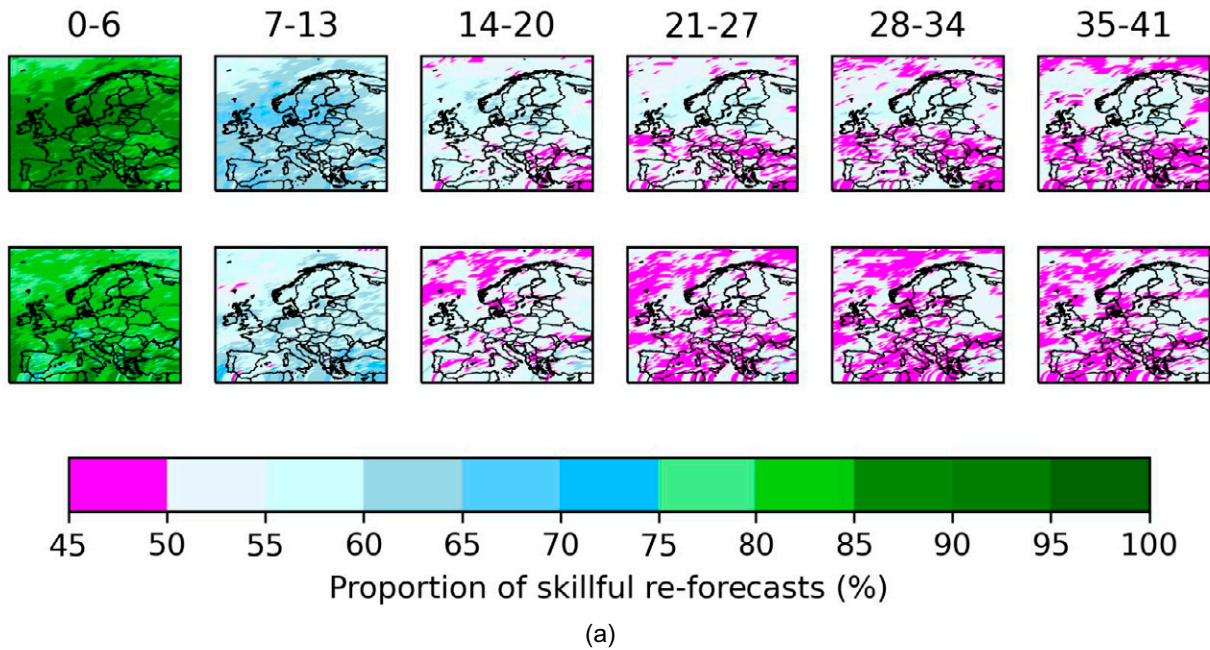 0-6 7-13 14-20 21-27 28-34 35-41
45 50 55 60 65 70 75 80 85 90 95 100
Proportion of skillful re-forecasts (%)
(a)